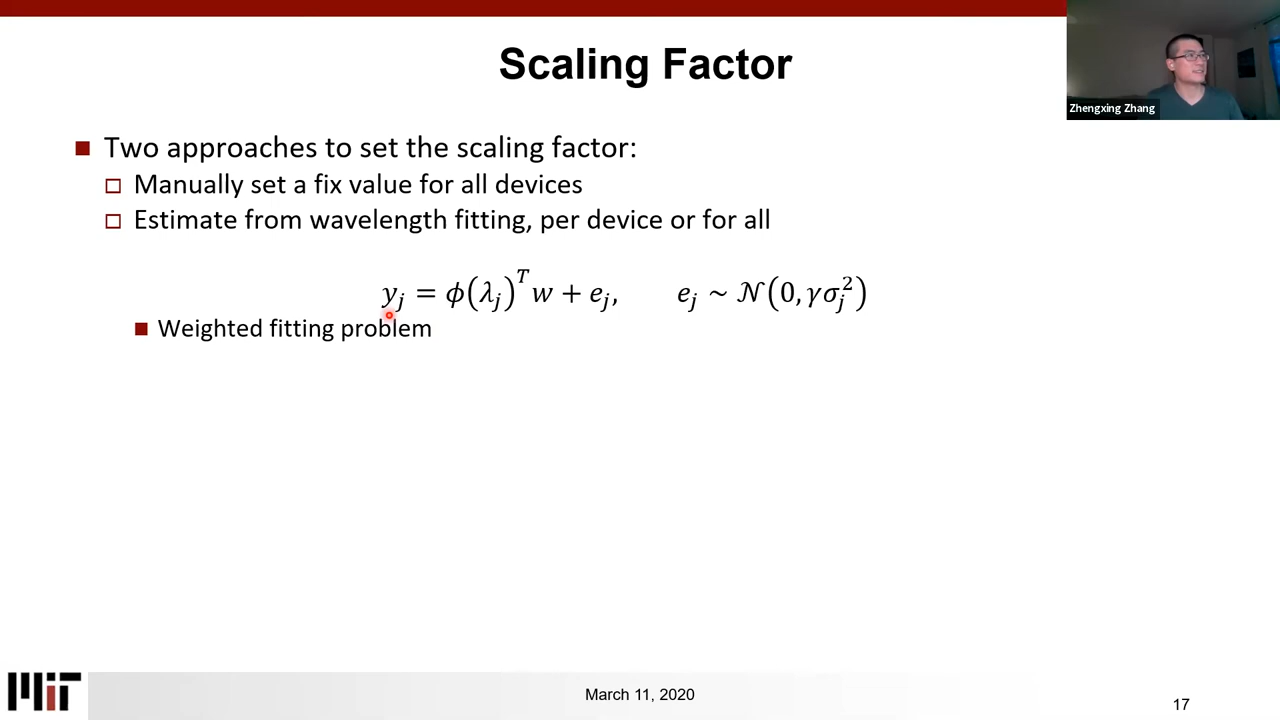 Scaling Factor
Zhengxing Zhang
Two approaches to set the scaling factor:
Manually set a fix value for all devices
Estimate from wavelength fitting, per device or for all
y_j = ϕ(λ_j)^T w + e_j,  e_j ~ 𝒩(0, γσ_j^2)
Weighted fitting problem
MIT
March 11, 2020
17